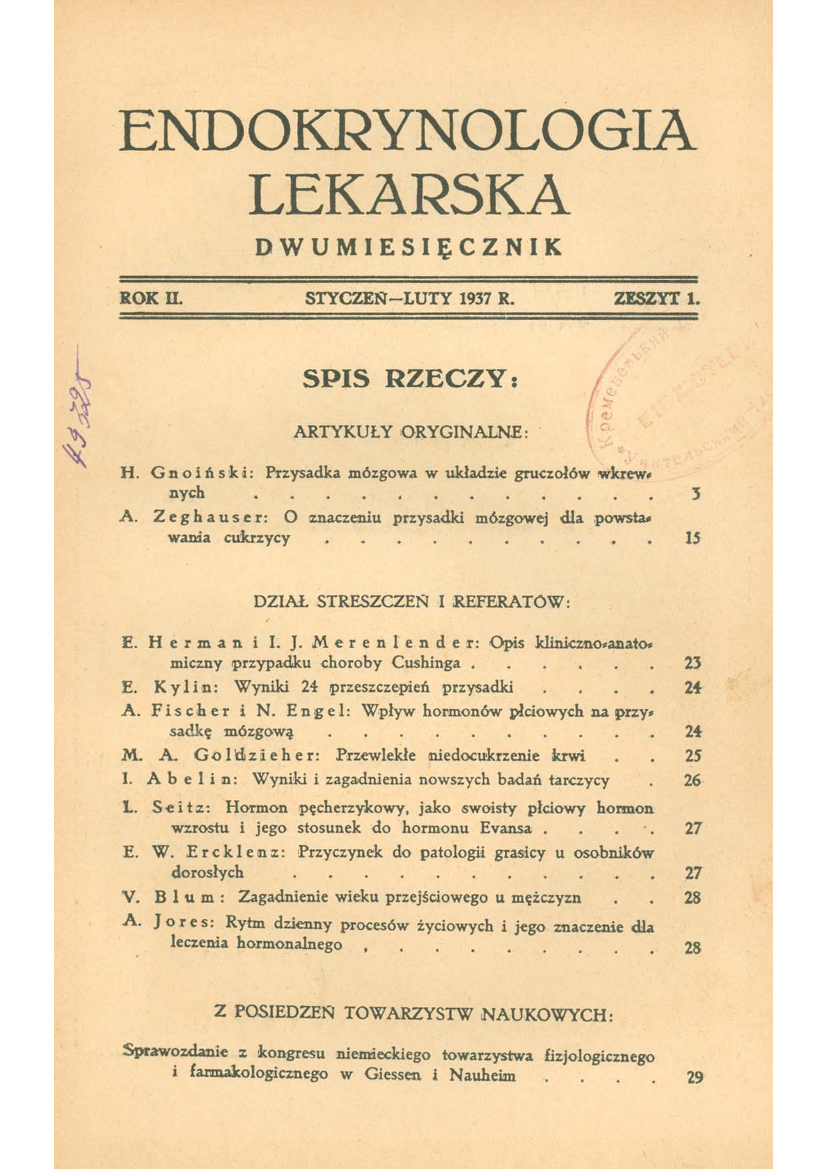 ENDOKRYNOLOGIA
LEKARSKA
DWUMIESIĘCZNIK
ROK II. STYCZEŃ—LUTY 1937 R. ZESZYT 1.
SPIS RZECZY:
ARTYKUŁY ORYGINALNE:
H. Gnoiński: Przysadka mózgowa w układzie gruczołów wkrew-
nych . . . . . . . . . . . . 3
A. Zeghauser: O znaczeniu przysadki mózgowej dla powsta-
wania cukrzycy . . . . . . . . . . 15
DZIAŁ STRESZCZEŃ I REFERATÓW:
E. Herman i I. J. Merenlender: Opis kliniczno-anato-
miczny przypadku choroby Cushinga . . . . . . 23
E. Kylin: Wyniki 24 przeszczepień przysadki . . . . 24
A. Fischer i N. Engel: Wpływ hormonów płciowych na przy-
sadkę mózgową . . . . . . . . . . 24
M. A. Goldzieher: Przewlekłe niedocukrzenie krwi . . 25
I. Abelin: Wyniki i zagadnienia nowszych badań tarczycy . 26
L. Seitz: Hormon pęcherzykowy, jako swoisty płciowy hormon
wzrostu i jego stosunek do hormonu Evansa . . . . 27
E. W. Ercklenz: Przyczynek do patologii grasicy u osobników
dorosłych . . . . . . . . . . . 27
V. Blum: Zagadnienie wieku przejściowego u mężczyzn . . 28
A. Jores: Rytm dzienny procesów życiowych i jego znaczenie dla
leczenia hormonalnego . . . . . . . . . 28
Z POSIEDZEŃ TOWARZYSTW NAUKOWYCH:
Sprawozdanie z kongresu niemieckiego towarzystwa fizjologicznego
i farmakologicznego w Giessen i Nauheim . . . . 29